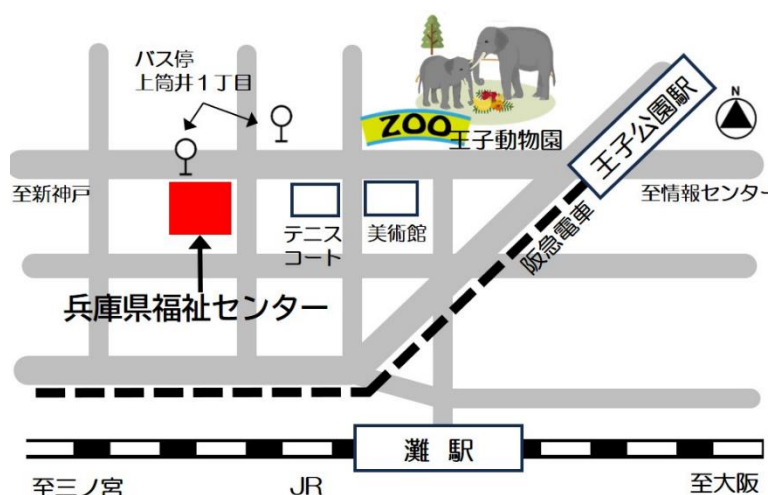 バス停
上筒井１丁目
N
ZOO
王子動物園
王子公園駅
至新神戸
至情報センター
テニス
コート
美術館
阪急電車
兵庫県福祉センター
灘 駅
至三ノ宮
JR
至大阪